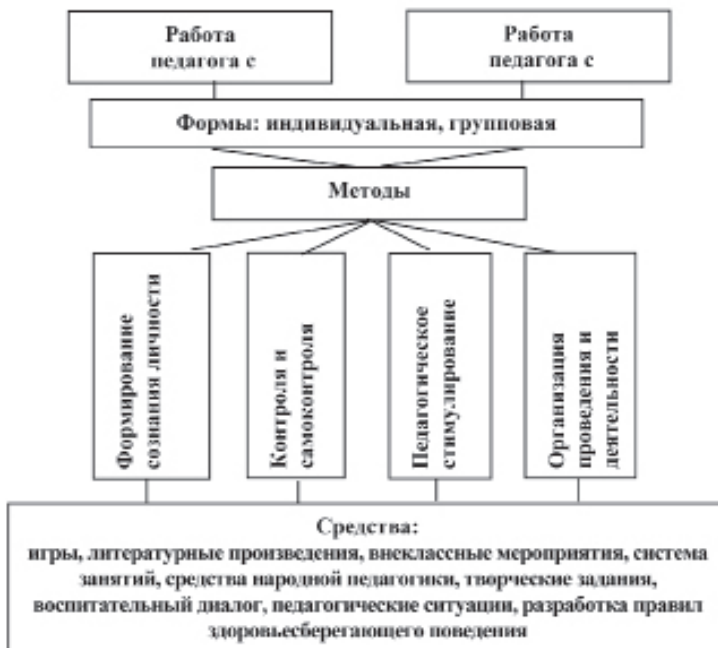 Работа
педагога с
Работа
педагога с
Формы: индивидуальная, групповая
Методы
Формирование
сознания личности
Контроля и
самоконтроля
Педагогическое
стимулирование
Организация
проведения и
деятельности
Средства:
игры, литературные произведения, внеклассные мероприятия, система
занятий, средства народной педагогики, творческие задания,
воспитательный диалог, педагогические ситуации, разработка правил
здоровьесберегающего поведения